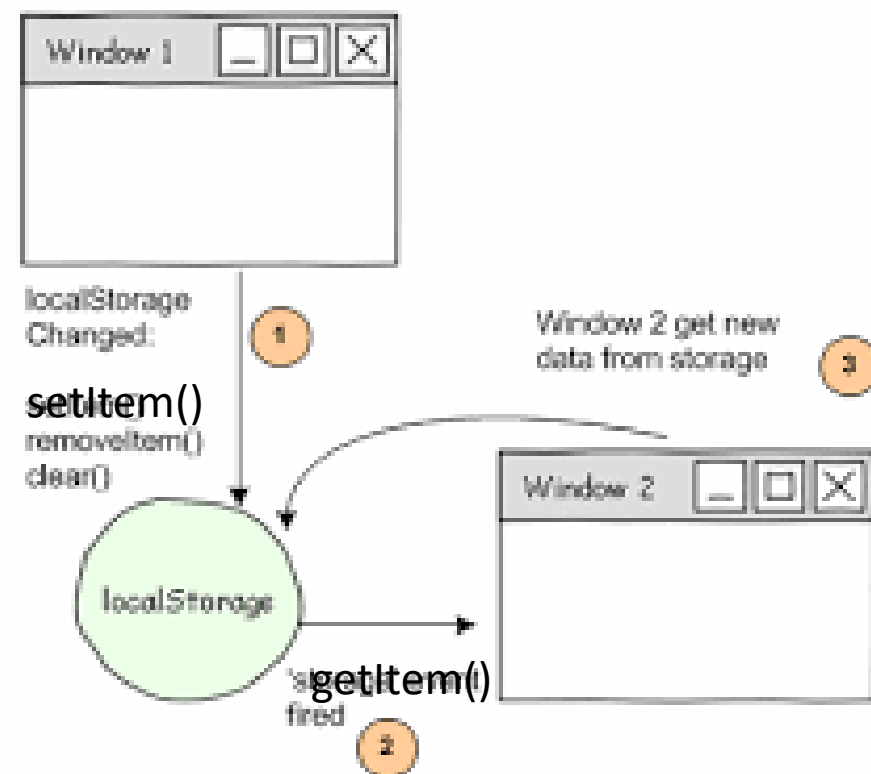 Window 1
localStorage
Changed:
1
setItem()
removeItem()
clear()
Window 2 get new
data from storage
3
Window 2
localStorage
getItem()
fired
2